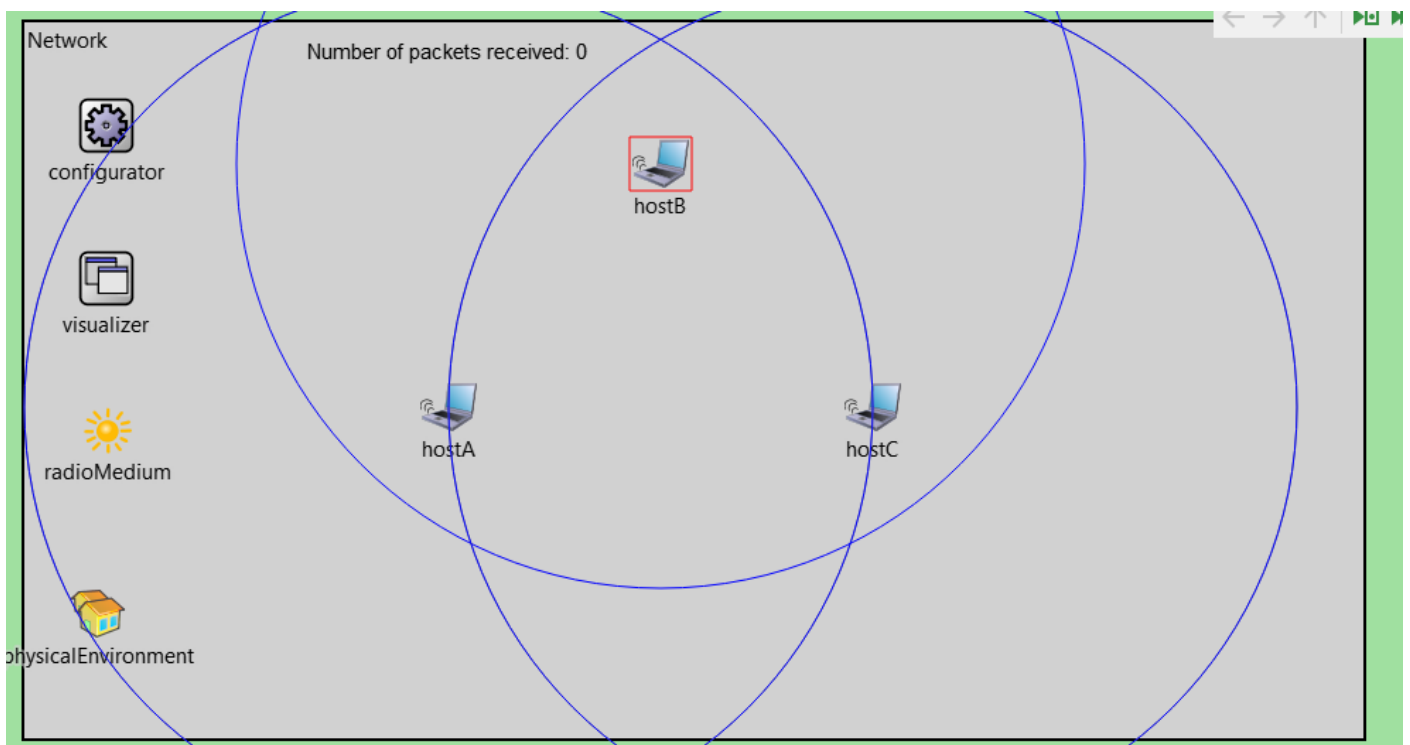 Network
Number of packets received: 0
configurator
hostB
visualizer
hostA
hostC
radioMedium
physicalEnvironment